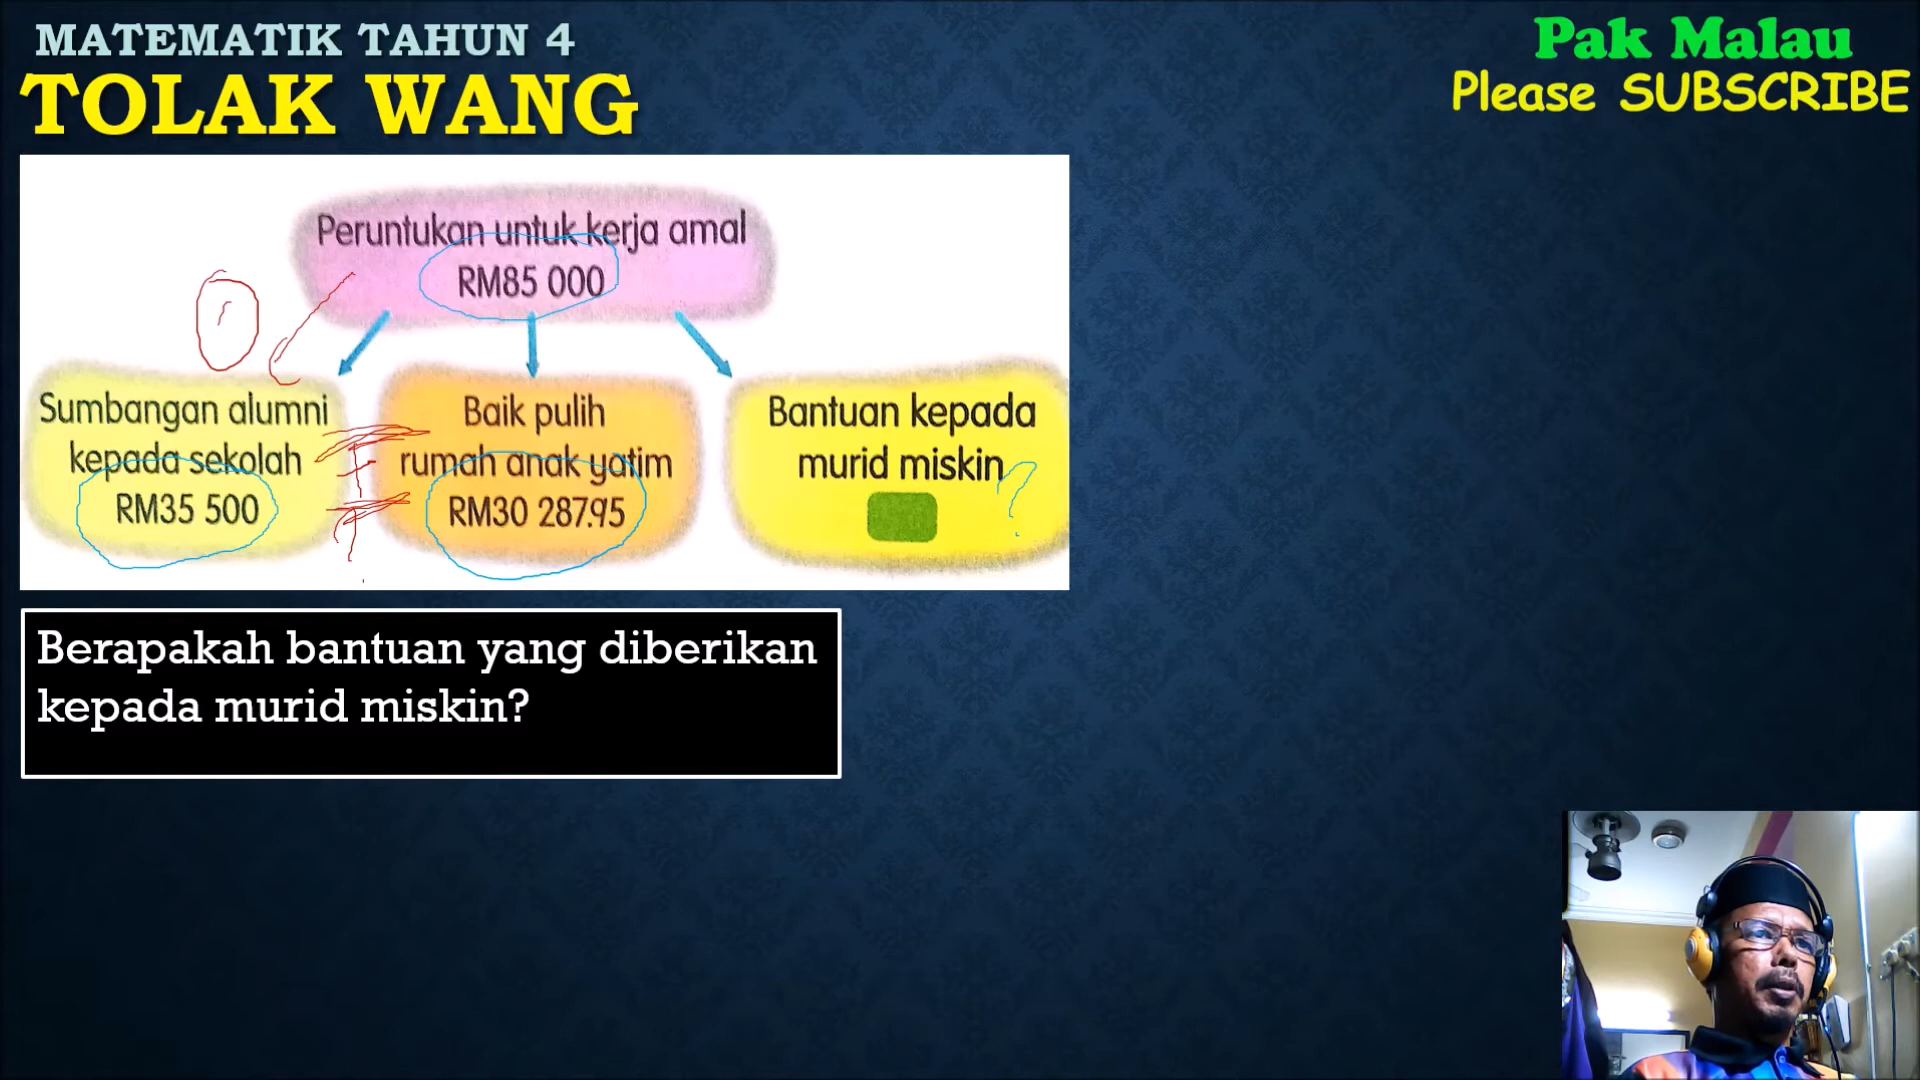 MATEMATIK TAHUN 4
TOLAK WANG
Pak Malau
Please SUBSCRIBE
Peruntukan untuk kerja amal
RM85 000
Sumbangan alumni
kepada sekolah
RM35 500
Baik pulih
rumah anak yatim
RM30 287.95
Bantuan kepada
murid miskin
?
Berapakah bantuan yang diberikan
kepada murid miskin?